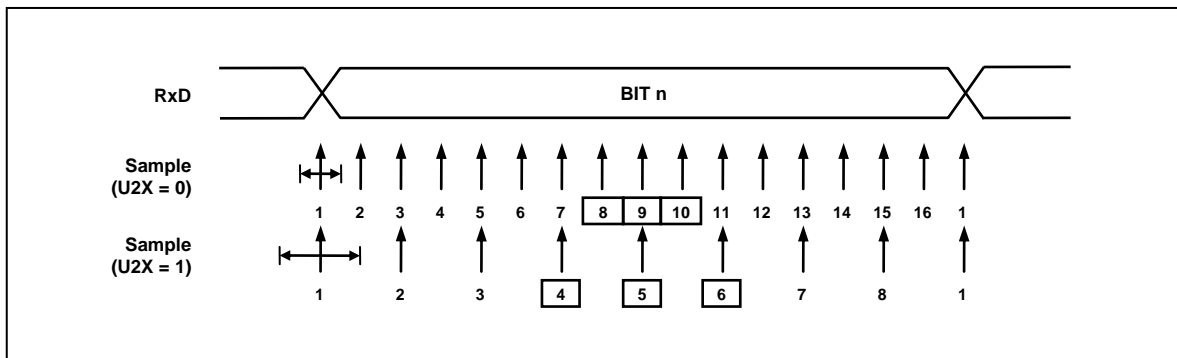 RxD
BIT n
Sample
(U2X = 0)
1 2 3 4 5 6 7 8 9 10 11 12 13 14 15 16 1
Sample
(U2X = 1)
1 2 3 4 5 6 7 8 1